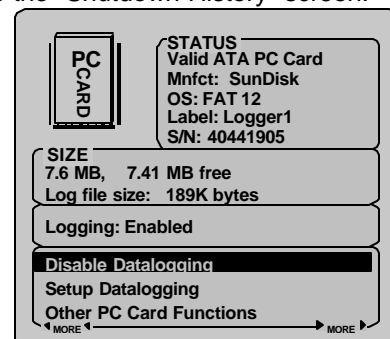 the "Shutdown History" screen.
PC
CARD
STATUS
Valid ATA PC Card
Mnfct: SunDisk
OS: FAT 12
Label: Logger1
S/N: 40441905
SIZE
7.6 MB, 7.41 MB free
Log file size: 189K bytes
Logging: Enabled
Disable Datalogging
Setup Datalogging
Other PC Card Functions
MORE MORE